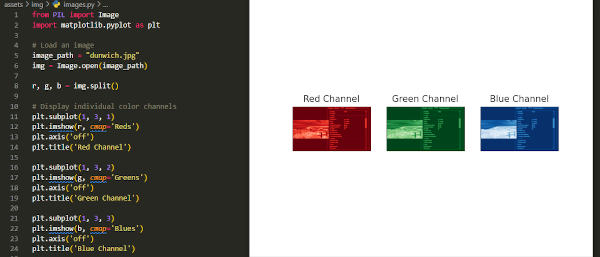 assets > img > images.py > ...
1 from PIL import Image
2 import matplotlib.pyplot as plt
3
4 # Load an image
5 image_path = "dunwich.jpg"
6 img = Image.open(image_path)
7
8 r, g, b = img.split()
9
10 # Display individual color channels
11 plt.subplot(1, 3, 1)
12 plt.imshow(r, cmap='Reds')
13 plt.axis('off')
14 plt.title('Red Channel')
15
16 plt.subplot(1, 3, 2)
17 plt.imshow(g, cmap='Greens')
18 plt.axis('off')
19 plt.title('Green Channel')
20
21 plt.subplot(1, 3, 3)
22 plt.imshow(b, cmap='Blues')
23 plt.axis('off')
24 plt.title('Blue Channel')
Red Channel Green Channel Blue Channel